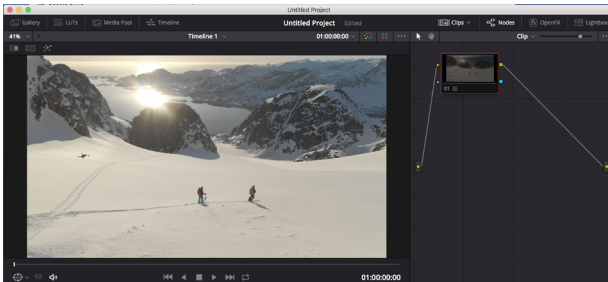 Untitled Project
Gallery LUTs Media Pool Timeline Untitled Project Edited Clips Nodes OpenFX Lightbox
41% Timeline 1 01:00:00:00 Clip
01
01:00:00:00